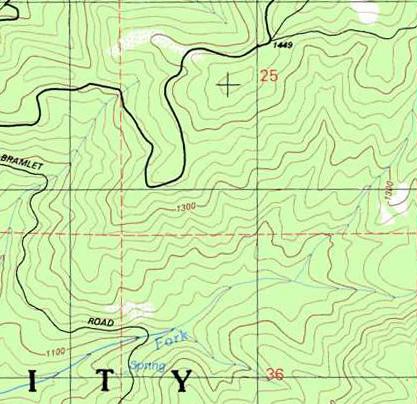 1449
25
BRAMLET
1300
1200
ROAD
Fork
1100
Spring
36
I T Y